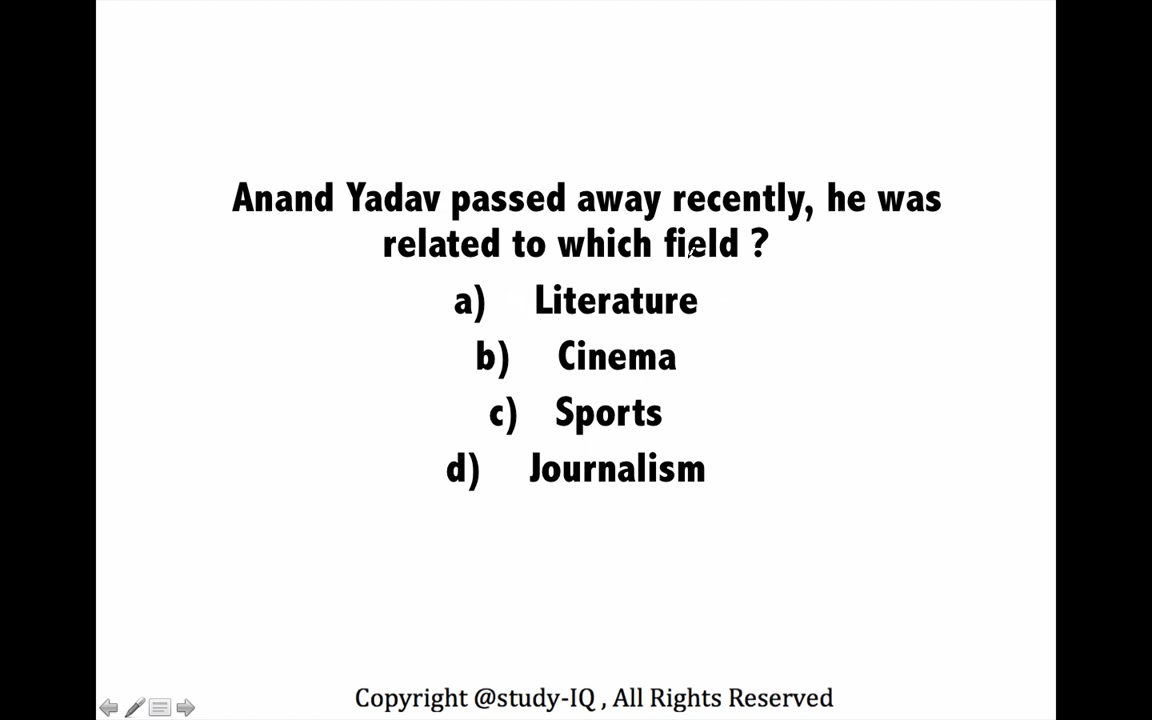 Anand Yadav passed away recently, he was
related to which field ?
a) Literature
b) Cinema
c) Sports
d) Journalism
Copyright @study-IQ , All Rights Reserved